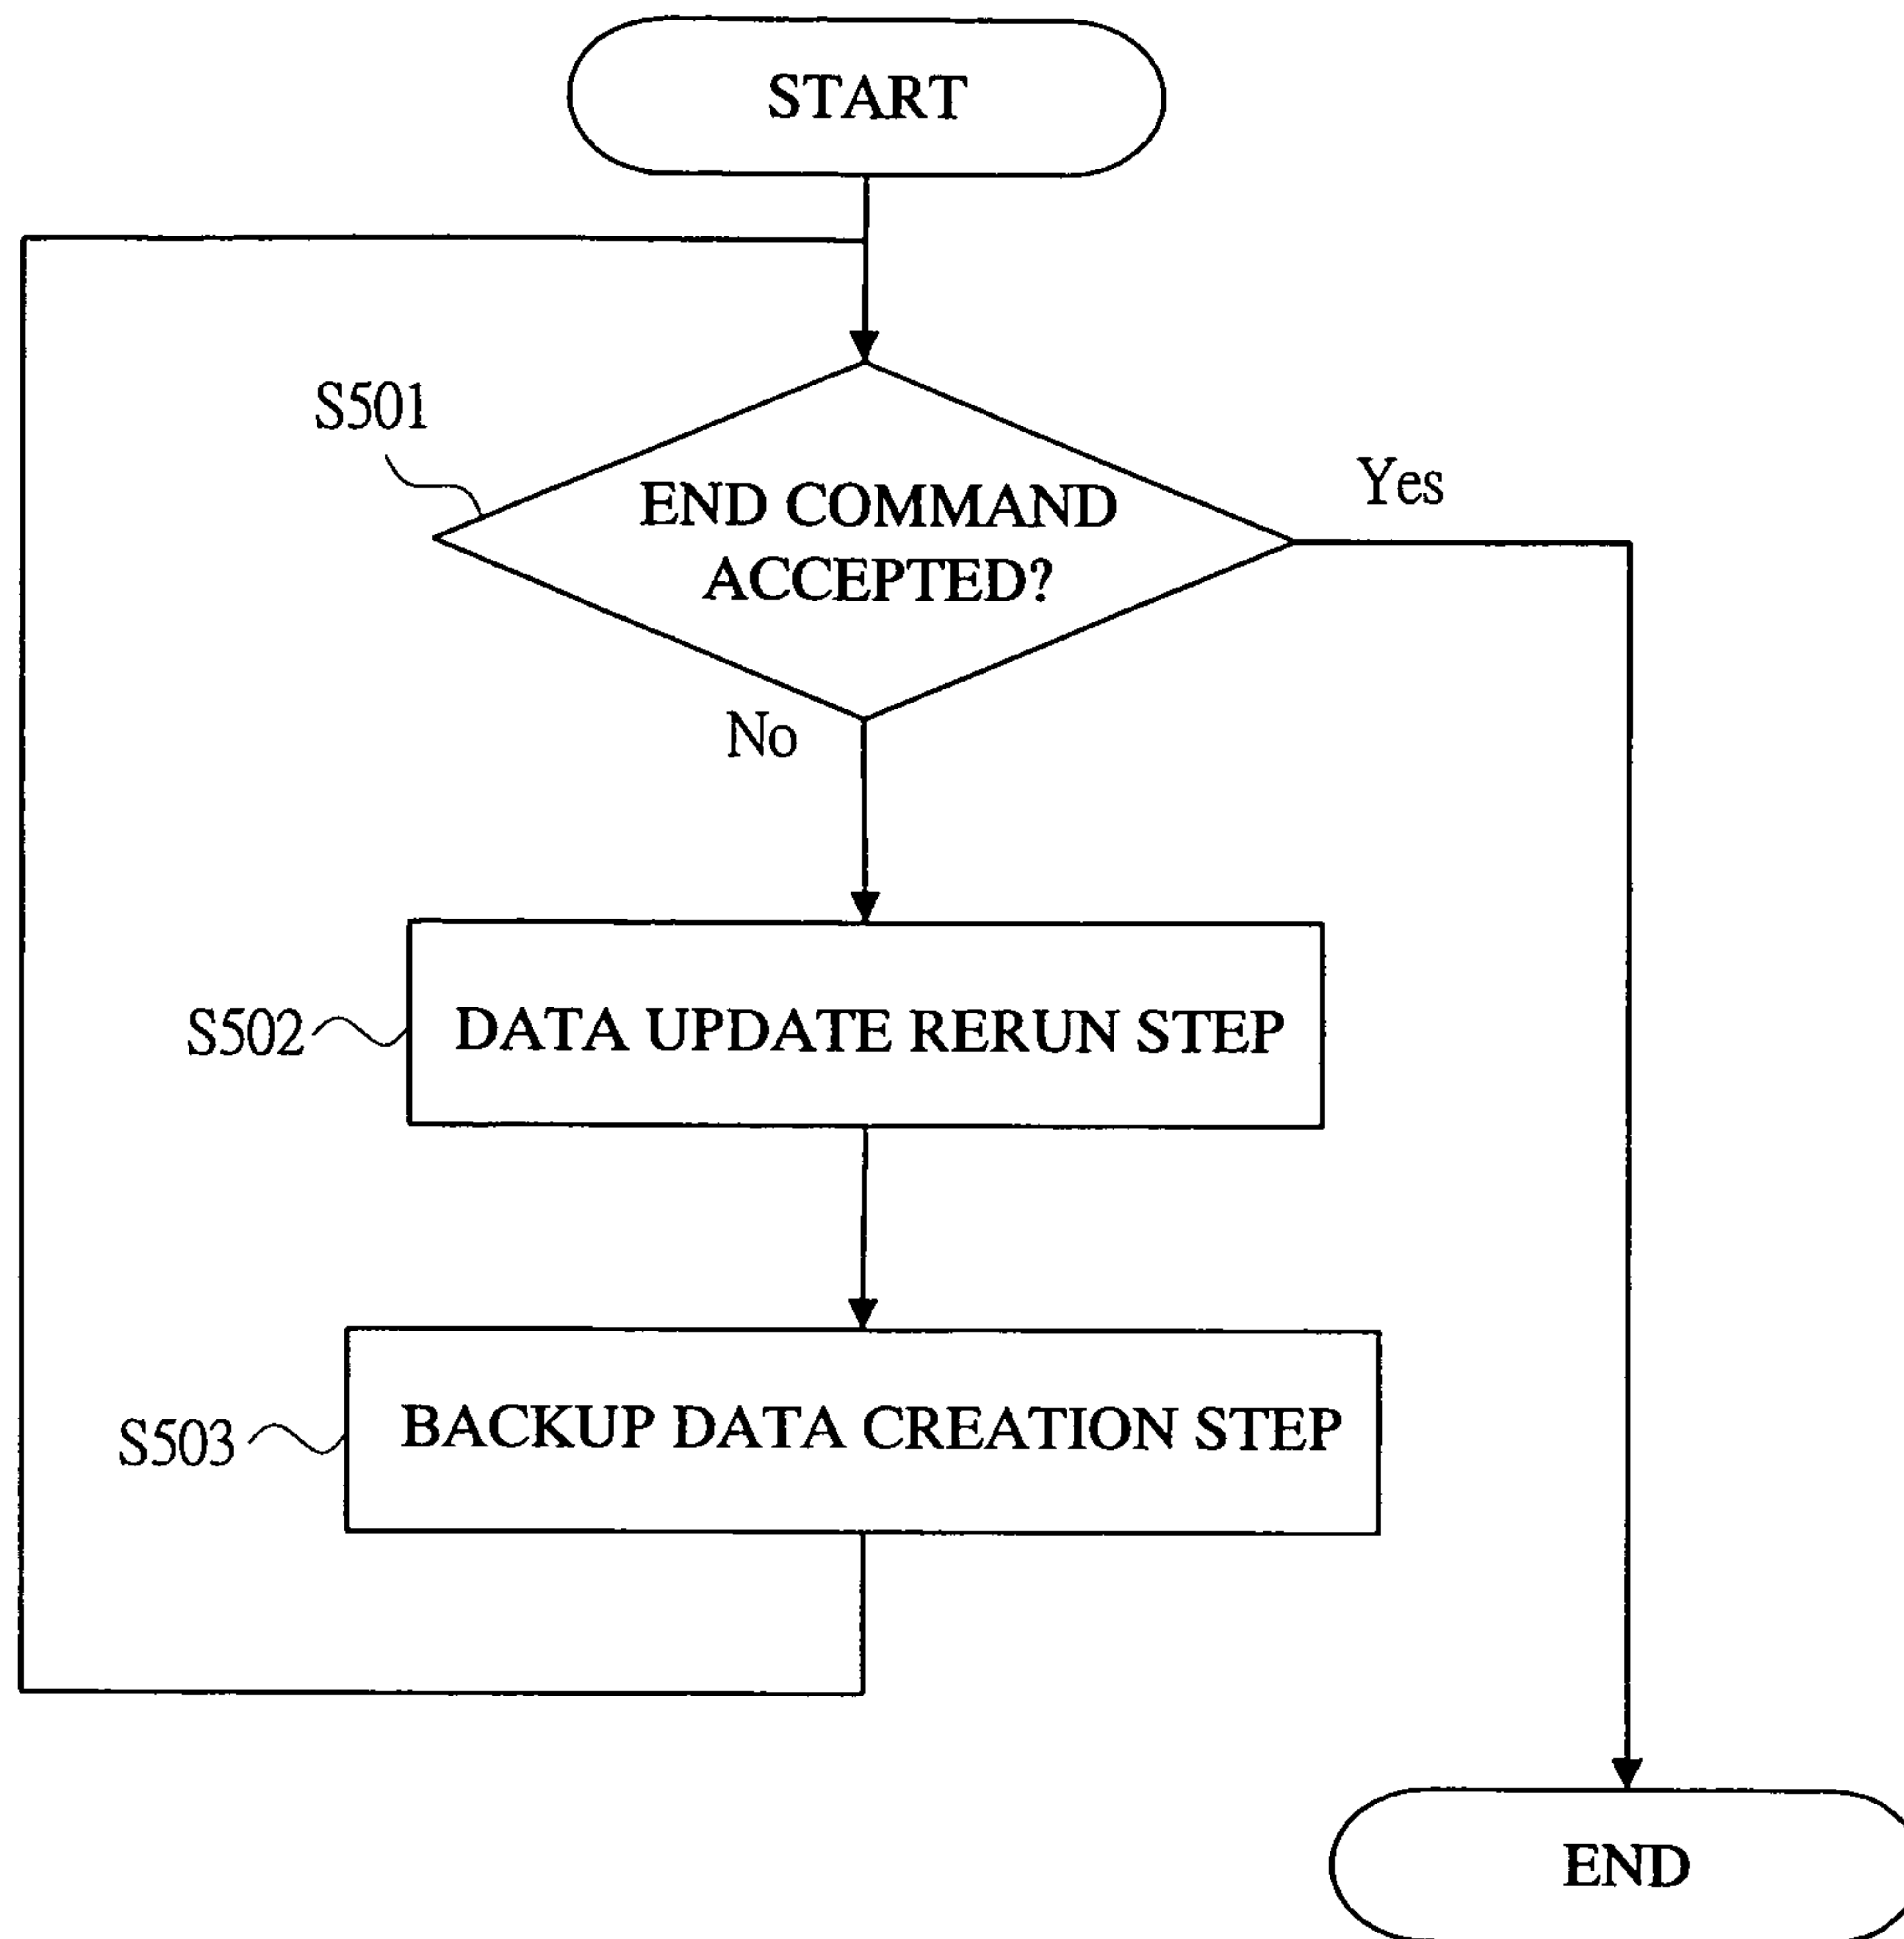 START
S501
END COMMAND
ACCEPTED?
Yes
No
S502
DATA UPDATE RERUN STEP
S503
BACKUP DATA CREATION STEP
END